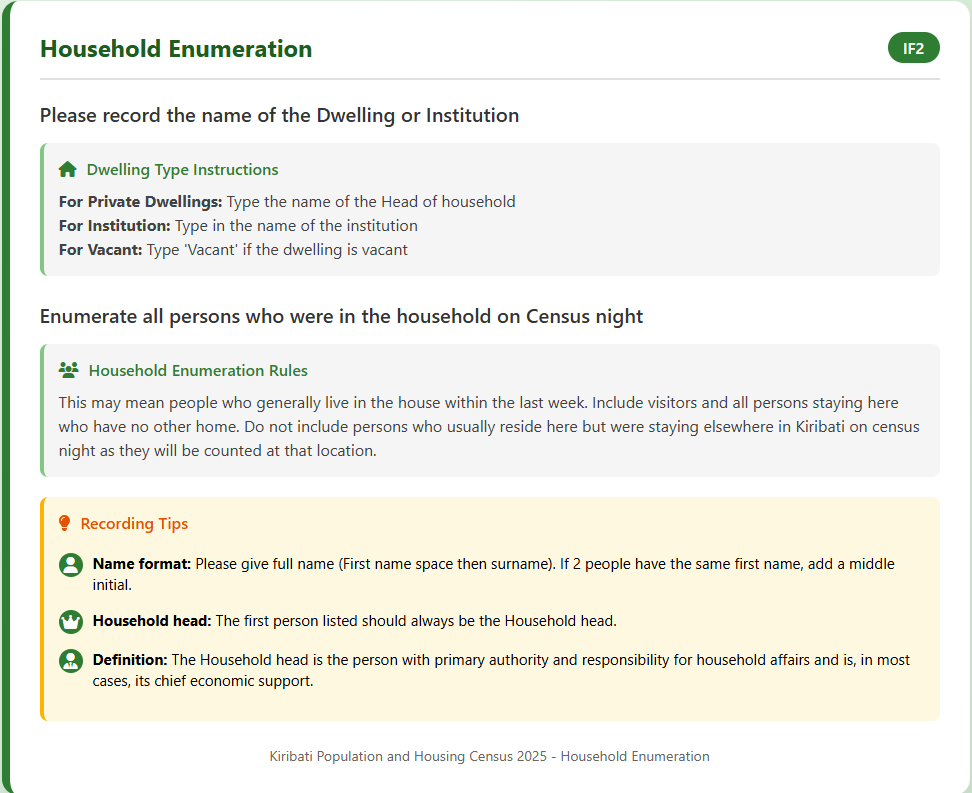 Household Enumeration
IF2
Please record the name of the Dwelling or Institution
Dwelling Type Instructions
For Private Dwellings: Type the name of the Head of household
For Institution: Type in the name of the institution
For Vacant: Type 'Vacant' if the dwelling is vacant
Enumerate all persons who were in the household on Census night
Household Enumeration Rules
This may mean people who generally live in the house within the last week. Include visitors and all persons staying here
who have no other home. Do not include persons who usually reside here but were staying elsewhere in Kiribati on census
night as they will be counted at that location.
Recording Tips
Name format: Please give full name (First name space then surname). If 2 people have the same first name, add a middle
initial.
Household head: The first person listed should always be the Household head.
Definition: The Household head is the person with primary authority and responsibility for household affairs and is, in most
cases, its chief economic support.
Kiribati Population and Housing Census 2025 - Household Enumeration